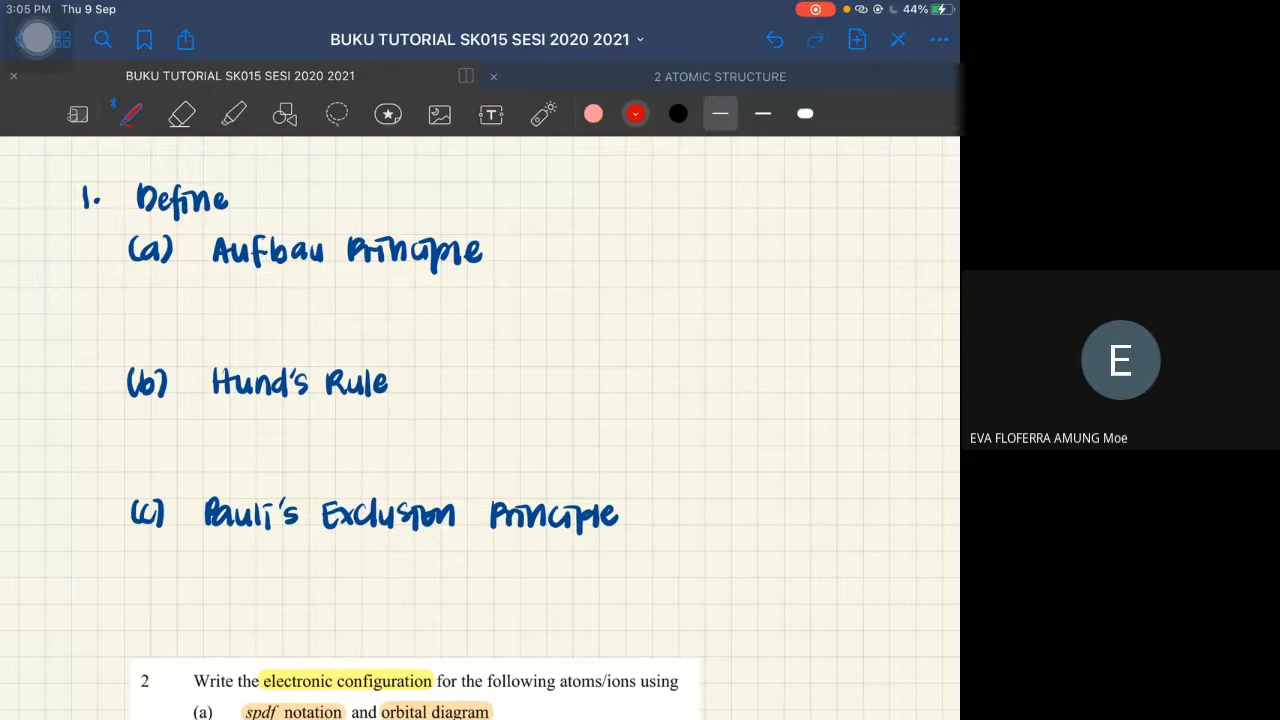 3:05 PM Thu 9 Sep
44%
BUKU TUTORIAL SK015 SESI 2020 2021
BUKU TUTORIAL SK015 SESI 2020 2021
2 ATOMIC STRUCTURE
1. Define
(a) Aufbau Principle
(b) Hund's Rule
(c) Pauli's Exclusion Principle
2 Write the electronic configuration for the following atoms/ions using
(a) spdf notation and orbital diagram
E
EVA FLOFERRA AMUNG Moe